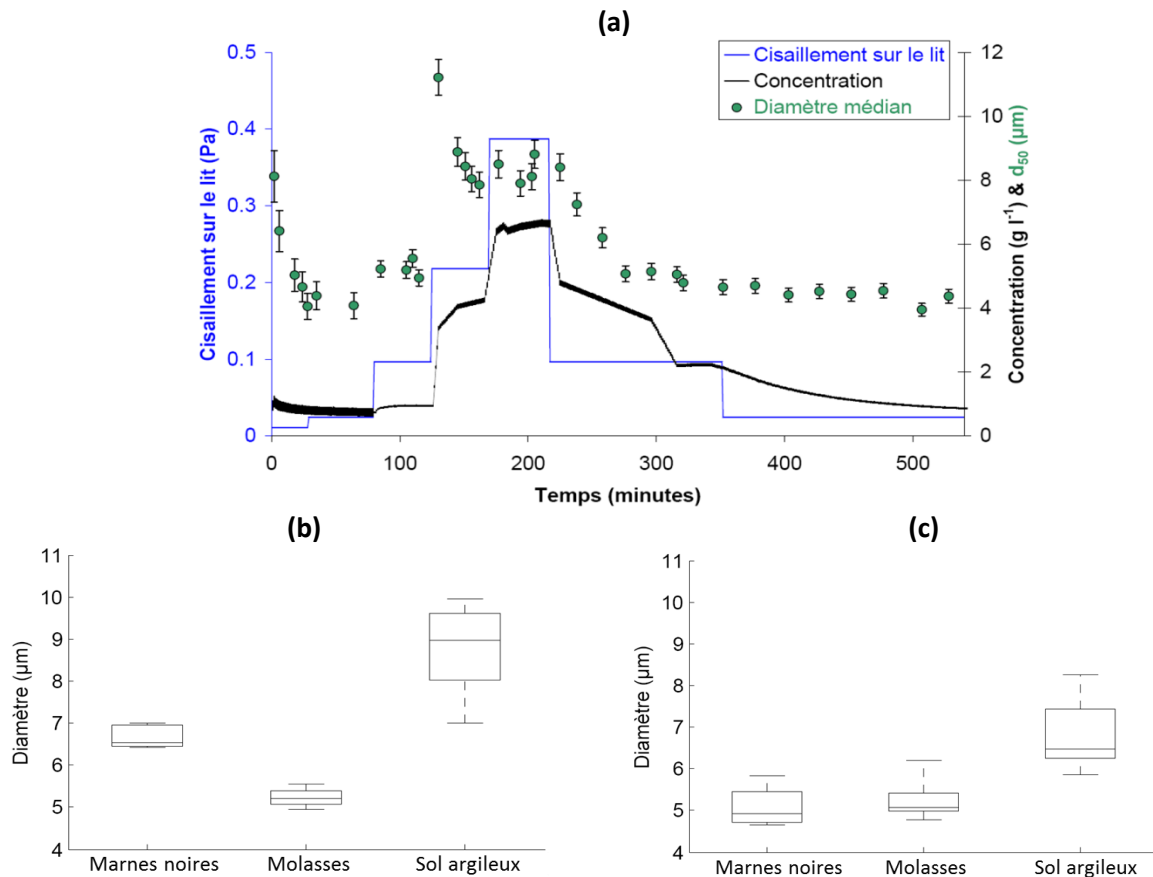 (a)
Cisaillement sur le lit (Pa)
0.5
0.4
0.3
0.2
0.1
0
Cisaillement sur le lit
Concentration
Diamètre médian
12
10
8
6
4
2
0
Concentration (g l⁻¹) & d₅₀ (µm)
0 100 200 300 400 500
Temps (minutes)
(b)
Diamètre (µm)
11
10
9
8
7
6
5
4
Marnes noires Molasses Sol argileux
(c)
Diamètre (µm)
11
10
9
8
7
6
5
4
Marnes noires Molasses Sol argileux